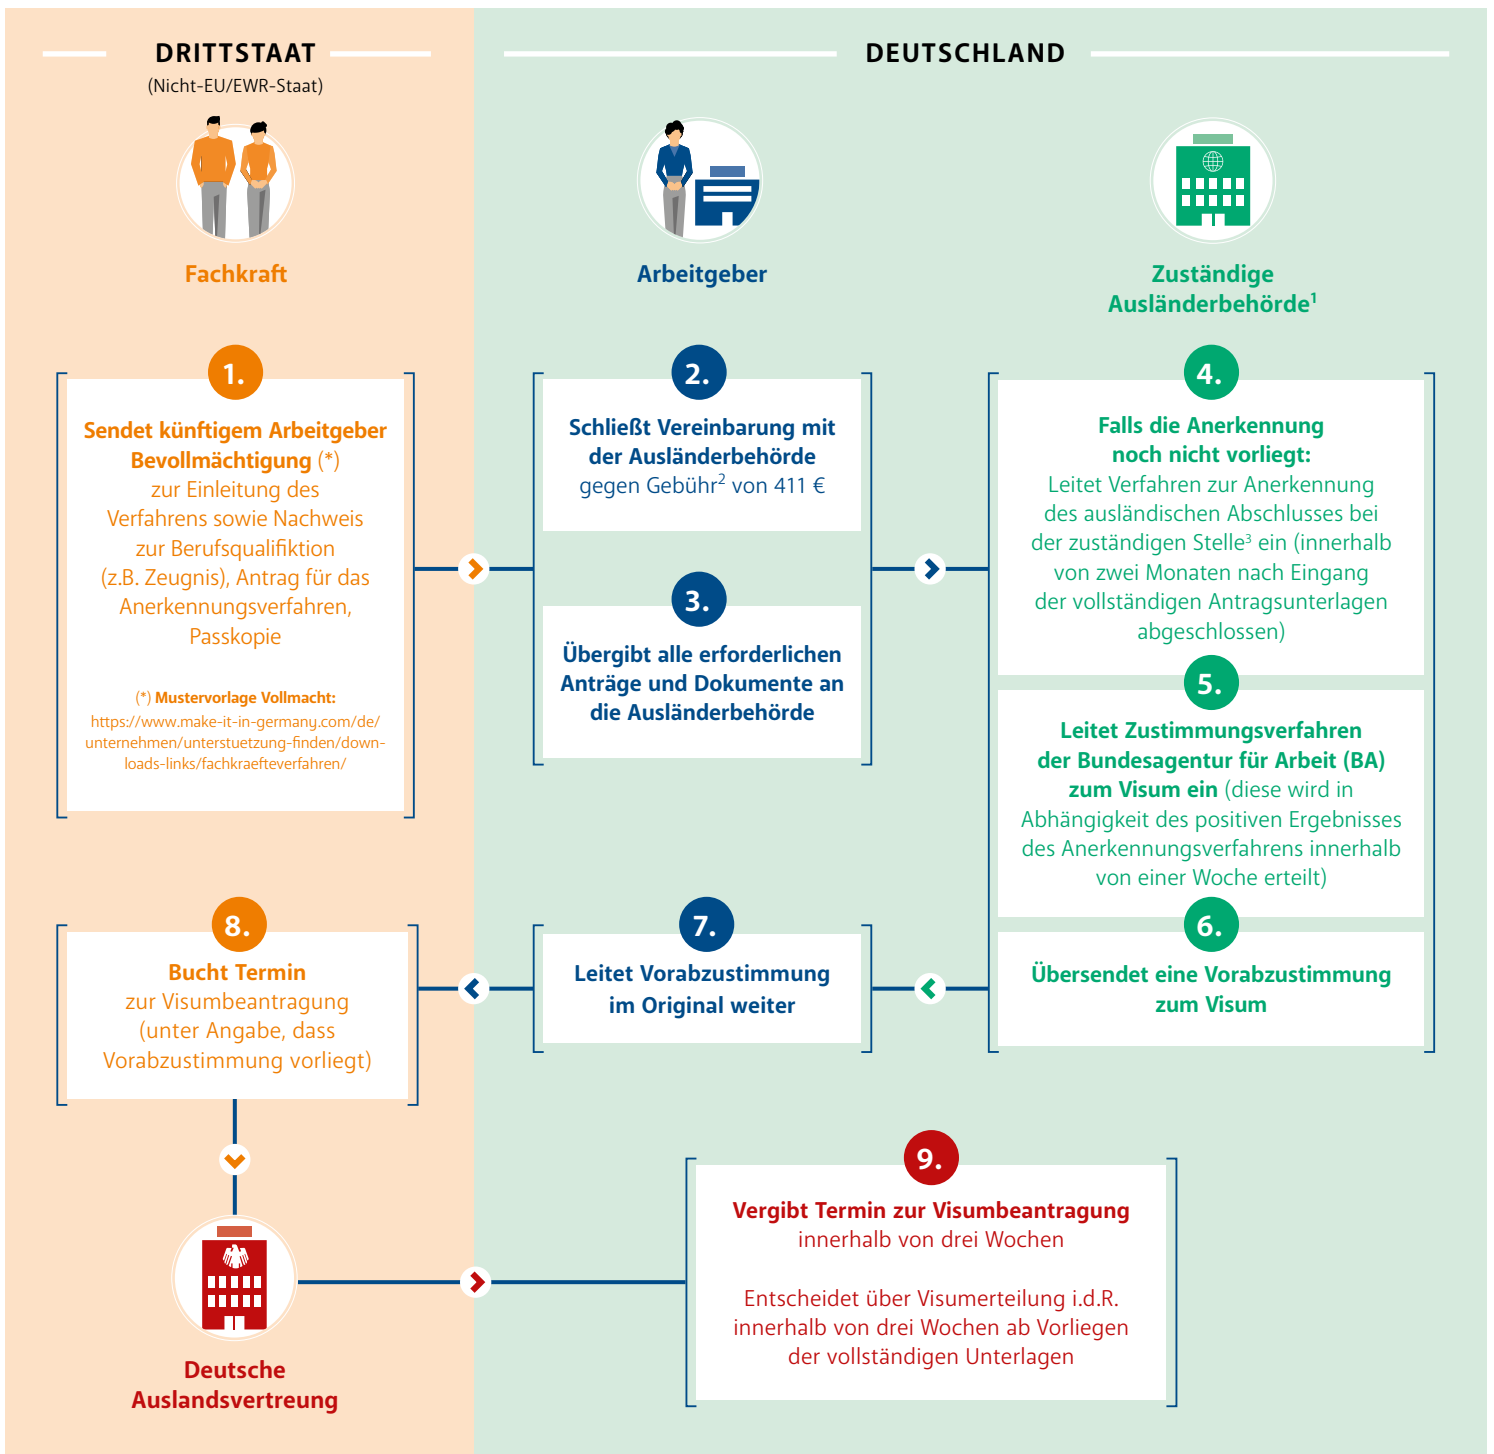 DRITTSTAAT
(Nicht-EU/EWR-Staat)
DEUTSCHLAND
Fachkraft
Arbeitgeber
Zuständige
Ausländerbehörde¹
1.
Sendet künftigem Arbeitgeber
Bevollmächtigung (*)
zur Einleitung des
Verfahrens sowie Nachweis
zur Berufsqualifiktion
(z.B. Zeugnis), Antrag für das
Anerkennungsverfahren,
Passkopie
(*) Mustervorlage Vollmacht:
https://www.make-it-in-germany.com/de/
unternehmen/unterstuetzung-finden/down-
loads-links/fachkraefteverfahren/
2.
Schließt Vereinbarung mit
der Ausländerbehörde
gegen Gebühr² von 411 €
3.
Übergibt alle erforderlichen
Anträge und Dokumente an
die Ausländerbehörde
4.
Falls die Anerkennung
noch nicht vorliegt:
Leitet Verfahren zur Anerkennung
des ausländischen Abschlusses bei
der zuständigen Stelle³ ein (innerhalb
von zwei Monaten nach Eingang
der vollständigen Antragsunterlagen
abgeschlossen)
5.
Leitet Zustimmungsverfahren
der Bundesagentur für Arbeit (BA)
zum Visum ein (diese wird in
Abhängigkeit des positiven Ergebnisses
des Anerkennungsverfahrens innerhalb
von einer Woche erteilt)
6.
Übersendet eine Vorabzustimmung
zum Visum
7.
Leitet Vorabzustimmung
im Original weiter
8.
Bucht Termin
zur Visumbeantragung
(unter Angabe, dass
Vorabzustimmung vorliegt)
Deutsche
Auslandsvertreung
9.
Vergibt Termin zur Visumbeantragung
innerhalb von drei Wochen
Entscheidet über Visumerteilung i.d.R.
innerhalb von drei Wochen ab Vorliegen
der vollständigen Unterlagen